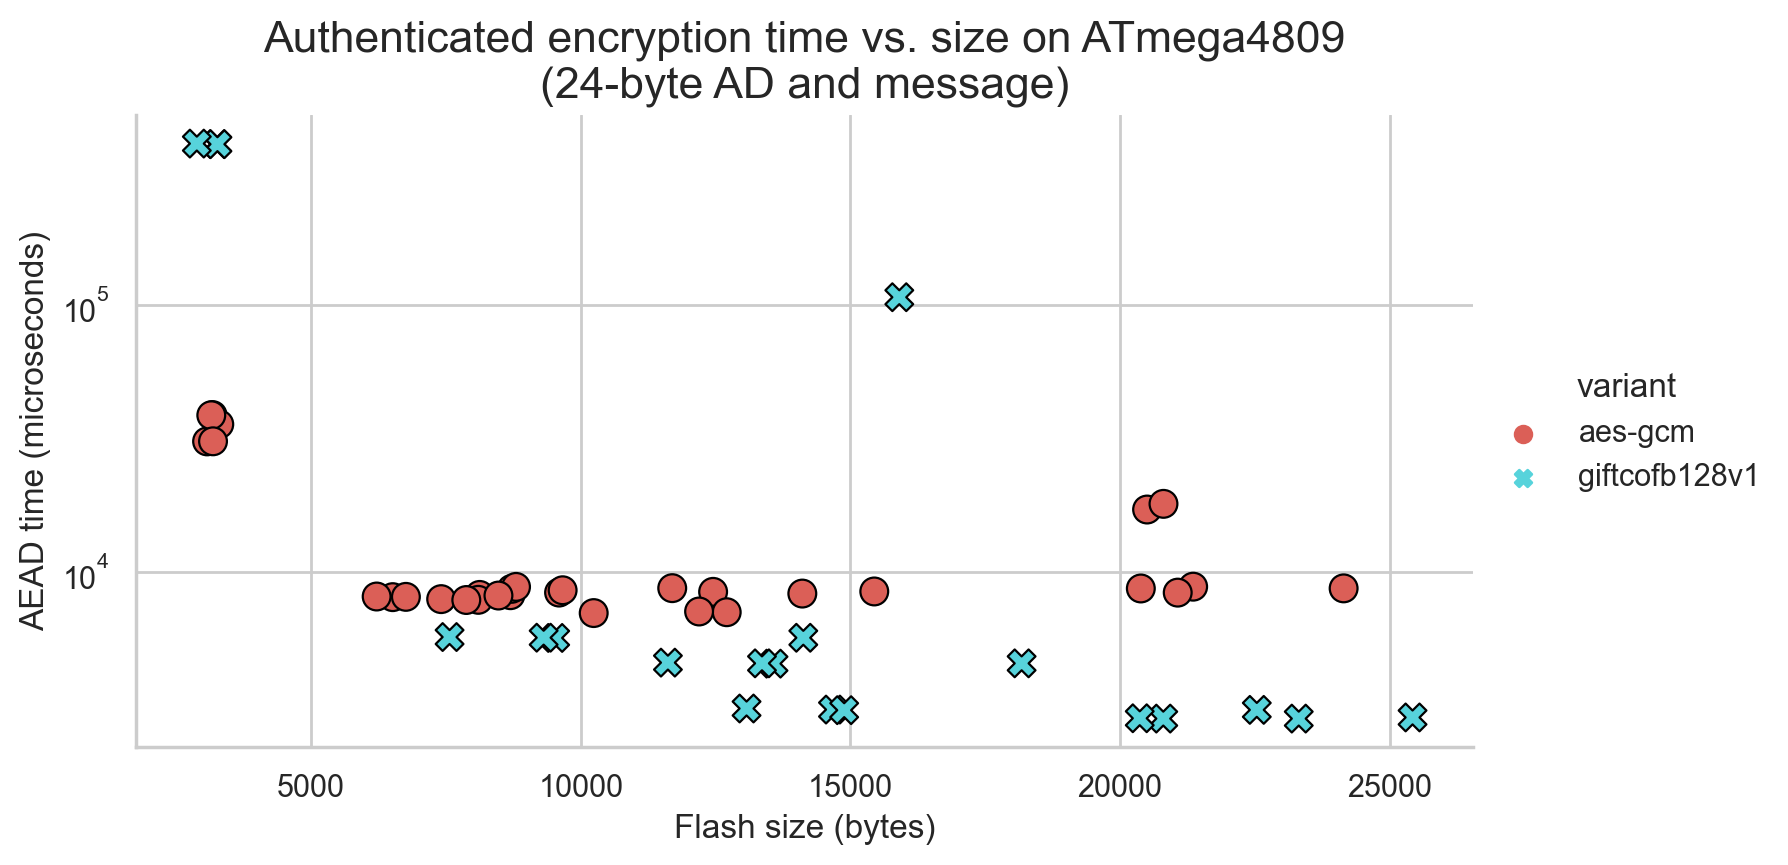 Authenticated encryption time vs. size on ATmega4809
(24-byte AD and message)
AEAD time (microseconds)
10^5
10^4
5000 10000 15000 20000 25000
Flash size (bytes)
variant
aes-gcm
giftcofb128v1